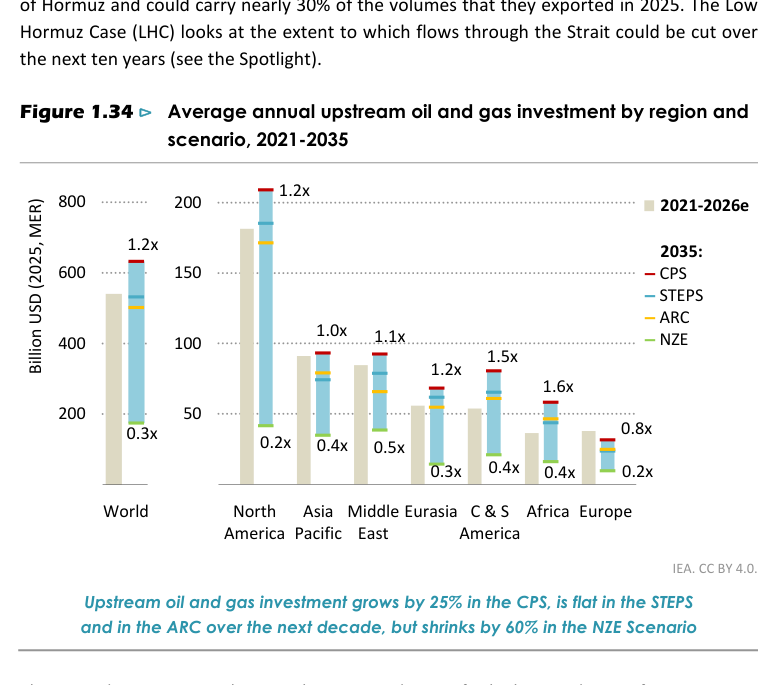 of Hormuz and could carry nearly 30% of the volumes that they exported in 2025. The Low
Hormuz Case (LHC) looks at the extent to which flows through the Strait could be cut over
the next ten years (see the Spotlight).
Figure 1.34 ▷ Average annual upstream oil and gas investment by region and
scenario, 2021-2035
Billion USD (2025, MER)
800
600
400
200
1.2x
0.3x
World
200
150
100
50
1.2x
0.2x
1.0x
0.4x
1.1x
0.5x
1.2x
0.3x
1.5x
0.4x
1.6x
0.4x
0.8x
0.2x
North
America
Asia
Pacific
Middle
East
Eurasia
C & S
America
Africa
Europe
2021-2026e
2035:
CPS
STEPS
ARC
NZE
IEA. CC BY 4.0.
Upstream oil and gas investment grows by 25% in the CPS, is flat in the STEPS
and in the ARC over the next decade, but shrinks by 60% in the NZE Scenario